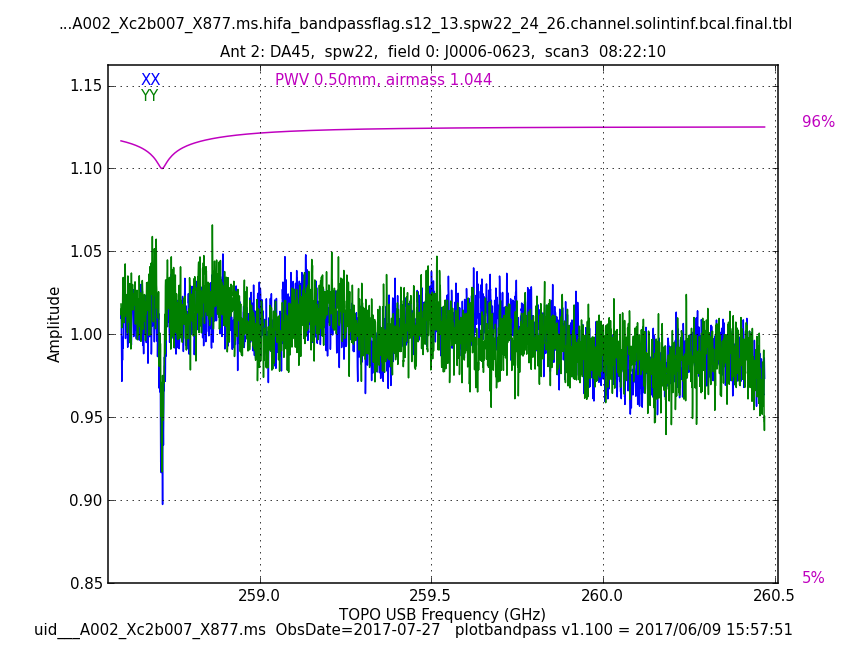 ...A002_Xc2b007_X877.ms.hifa_bandpassflag.s12_13.spw22_24_26.channel.solintinf.bcal.final.tbl
Ant 2: DA45,  spw22,  field 0: J0006-0623,  scan3  08:22:10
XX
YY
PWV 0.50mm, airmass 1.044
96%
5%
1.15
1.10
1.05
1.00
0.95
0.90
0.85
Amplitude
259.0
259.5
260.0
260.5
TOPO USB Frequency (GHz)
uid___A002_Xc2b007_X877.ms  ObsDate=2017-07-27   plotbandpass v1.100 = 2017/06/09 15:57:51